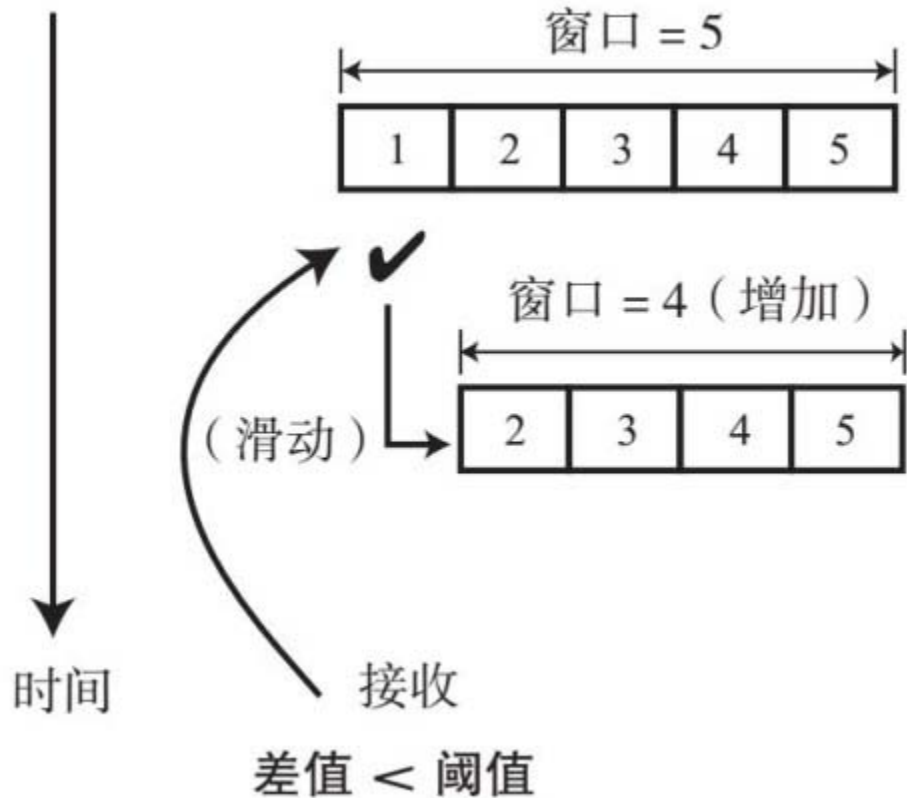 窗口 = 5
1 2 3 4 5
窗口 = 4（增加）
（滑动）
2 3 4 5
时间
接收
差值 < 阈值